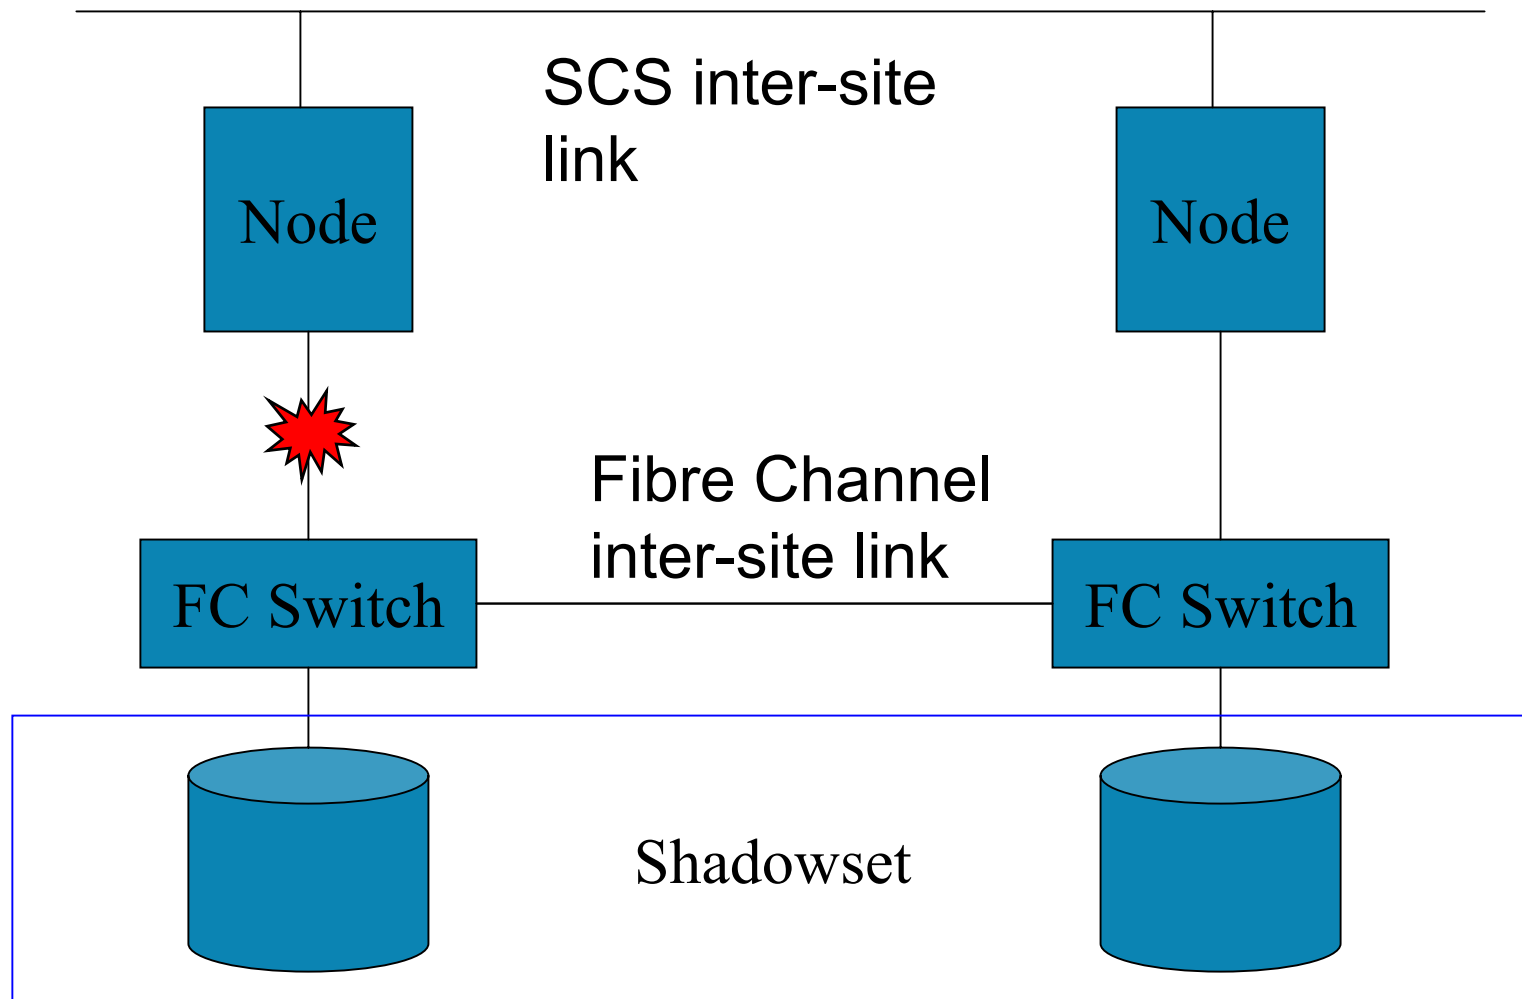 SCS inter-site
link
Node
Node
Fibre Channel
inter-site link
FC Switch
FC Switch
Shadowset